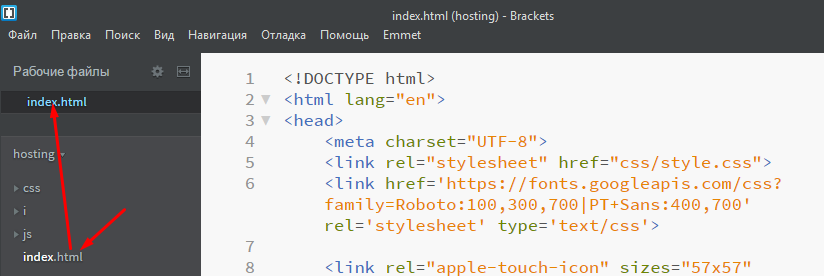 index.html (hosting) - Brackets
Файл Правка Поиск Вид Навигация Отладка Помощь Emmet
Рабочие файлы
index.html
hosting
css
i
js
index.html
1 <!DOCTYPE html>
2 <html lang="en">
3 <head>
4 <meta charset="UTF-8">
5 <link rel="stylesheet" href="css/style.css">
6 <link href='https://fonts.googleapis.com/css?
family=Roboto:100,300,700|PT+Sans:400,700'
rel='stylesheet' type='text/css'>
7
8 <link rel="apple-touch-icon" sizes="57x57"